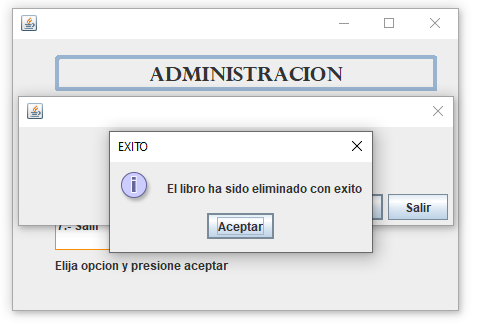 ADMINISTRACION
EXITO
El libro ha sido eliminado con exito
Aceptar
Salir
7.- Salir
Elija opcion y presione aceptar